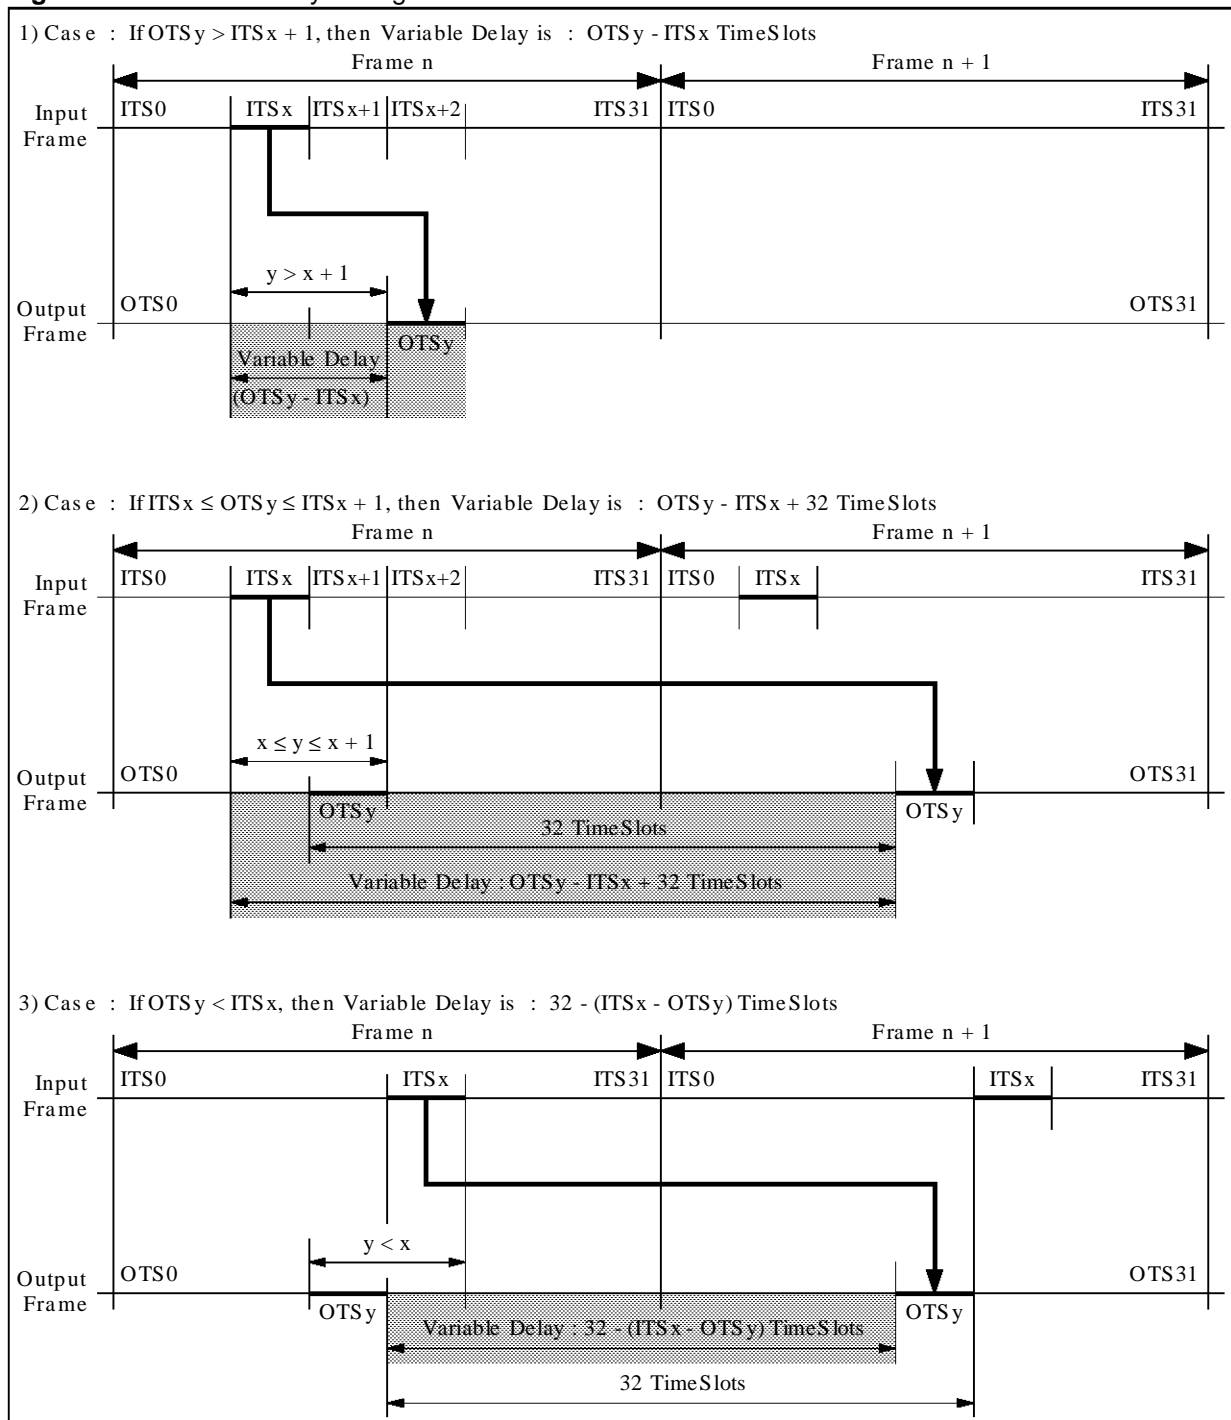 1) Case : If OTSy > ITSx + 1, then Variable Delay is : OTSy - ITSx TimeSlots
Frame n
Frame n + 1
Input Frame
ITS0
ITSx
ITSx+1
ITSx+2
ITS31
ITS0
ITS31
y > x + 1
Output Frame
OTS0
OTSy
OTS31
Variable Delay
(OTSy - ITSx)
2) Case : If ITSx ≤ OTSy ≤ ITSx + 1, then Variable Delay is : OTSy - ITSx + 32 TimeSlots
Frame n
Frame n + 1
Input Frame
ITS0
ITSx
ITSx+1
ITSx+2
ITS31
ITS0
ITSx
ITS31
x ≤ y ≤ x + 1
Output Frame
OTS0
OTS31
OTSy
OTSy
32 TimeSlots
Variable Delay : OTSy - ITSx + 32 TimeSlots
3) Case : If OTSy < ITSx, then Variable Delay is : 32 - (ITSx - OTSy) TimeSlots
Frame n
Frame n + 1
Input Frame
ITS0
ITSx
ITS31
ITS0
ITSx
ITS31
y < x
Output Frame
OTS0
OTS31
OTSy
OTSy
Variable Delay : 32 - (ITSx - OTSy) TimeSlots
32 TimeSlots